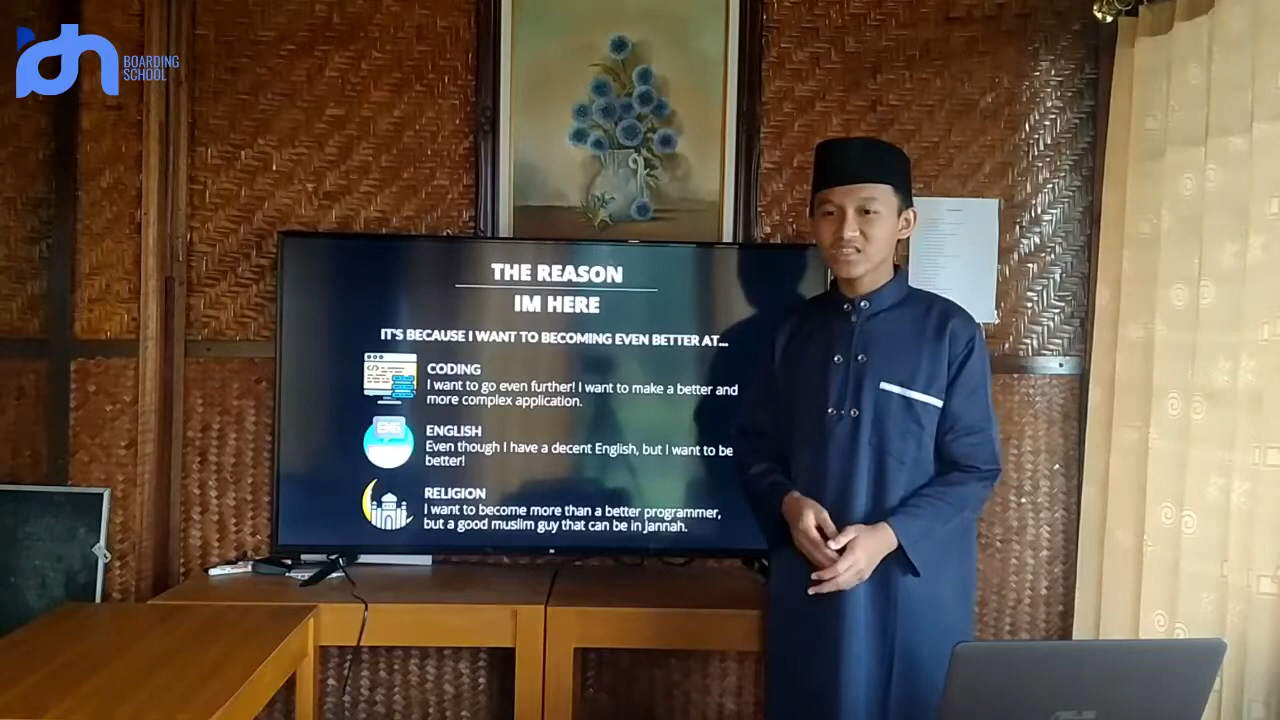 BOARDING
SCHOOL
THE REASON
IM HERE
IT'S BECAUSE I WANT TO BECOMING EVEN BETTER AT...
CODING
I want to go even further! I want to make a better and
more complex application.
ENG
ENGLISH
Even though I have a decent English, but I want to be
better!
RELIGION
I want to become more than a better programmer,
but a good muslim guy that can be in Jannah.